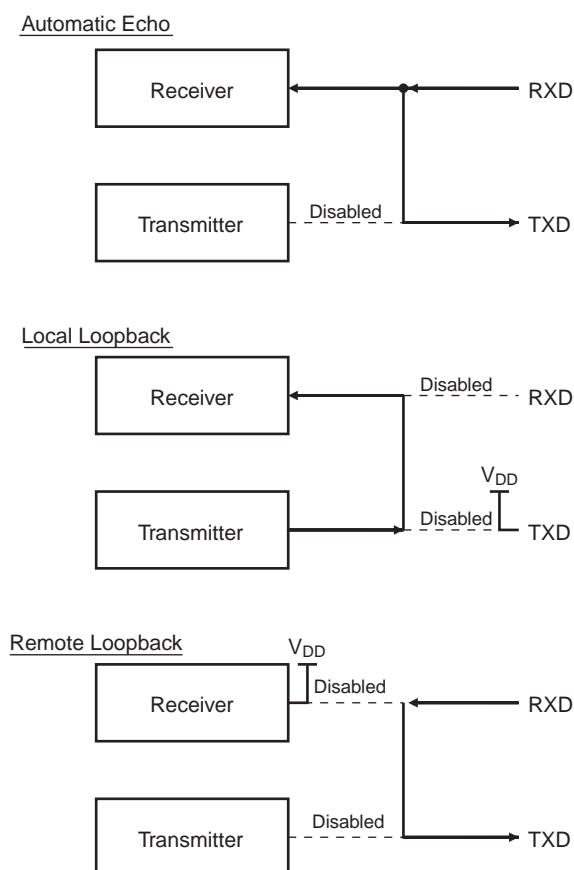 Automatic Echo
Receiver
RXD
Transmitter
Disabled
TXD
Local Loopback
Receiver
Disabled
RXD
VDD
Transmitter
Disabled
TXD
Remote Loopback
VDD
Receiver
Disabled
RXD
Transmitter
Disabled
TXD